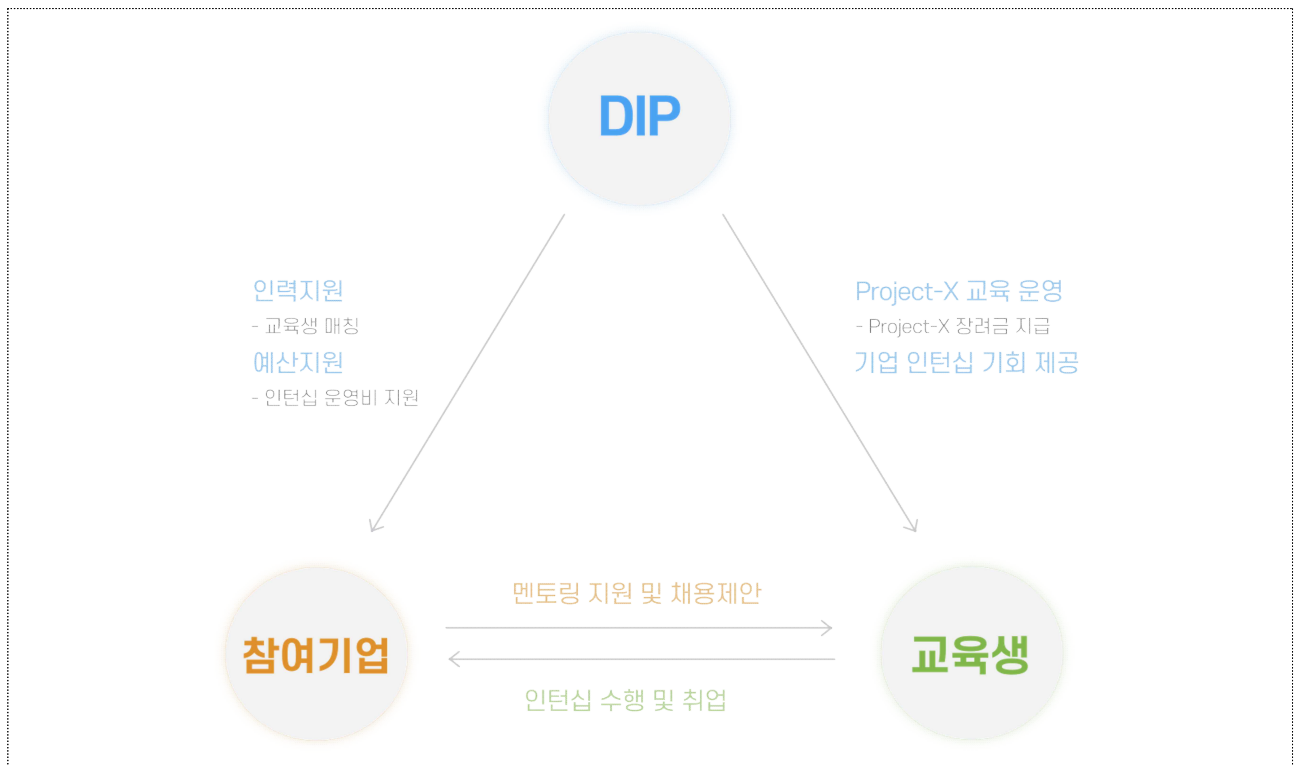 DIP
인력지원
- 교육생 매칭
예산지원
- 인턴십 운영비 지원
Project-X 교육 운영
- Project-X 장려금 지급
기업 인턴십 기회 제공
멘토링 지원 및 채용제안
참여기업
교육생
인턴십 수행 및 취업